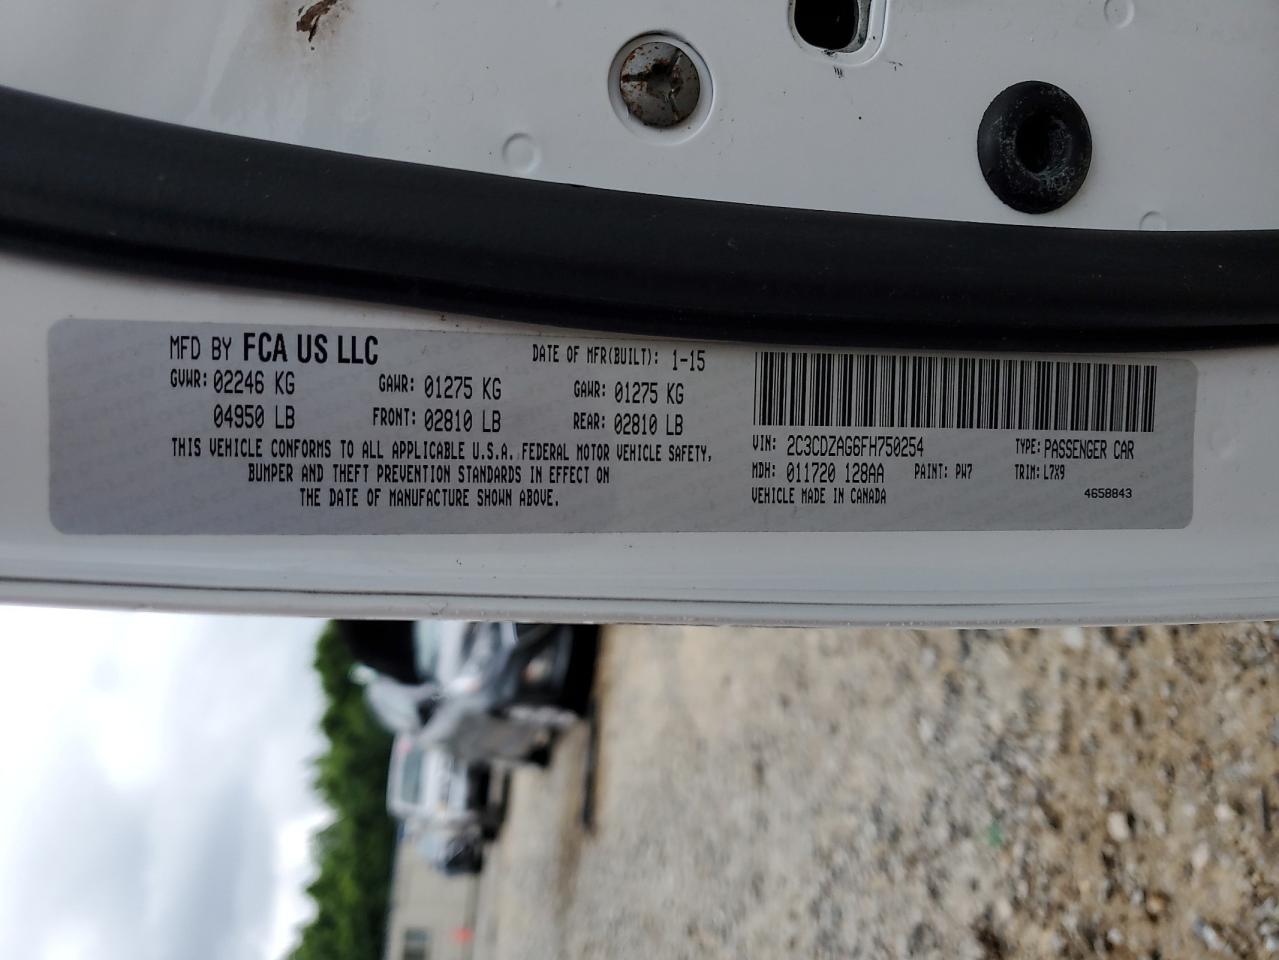 MFD BY FCA US LLC DATE OF MFR(BUILT): 1-15
GVWR: 02246 KG GAWR: 01275 KG GAWR: 01275 KG
04950 LB FRONT: 02810 LB REAR: 02810 LB
THIS VEHICLE CONFORMS TO ALL APPLICABLE U.S.A. FEDERAL MOTOR VEHICLE SAFETY,
BUMPER AND THEFT PREVENTION STANDARDS IN EFFECT ON
THE DATE OF MANUFACTURE SHOWN ABOVE.
VIN: 2C3CDZAG6FH750254 TYPE: PASSENGER CAR
MDH: 011720 128AA PAINT: PW7 TRIM: L7X9
VEHICLE MADE IN CANADA 4658843